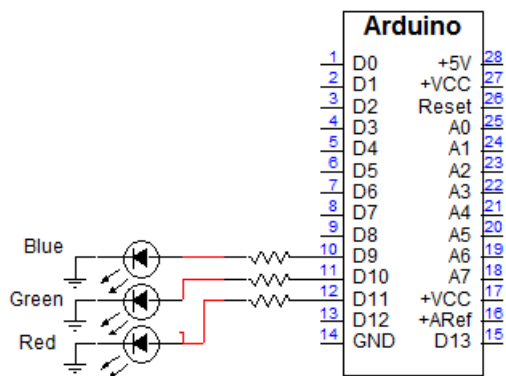 Arduino
1 D0 +5V 28
2 D1 +VCC 27
3 D2 Reset 26
4 D3 A0 25
5 D4 A1 24
6 D5 A2 23
7 D6 A3 22
8 D7 A4 21
9 D8 A5 20
Blue 10 D9 A6 19
11 D10 A7 18
Green 12 D11 +VCC 17
13 D12 +ARef 16
Red 14 GND D13 15